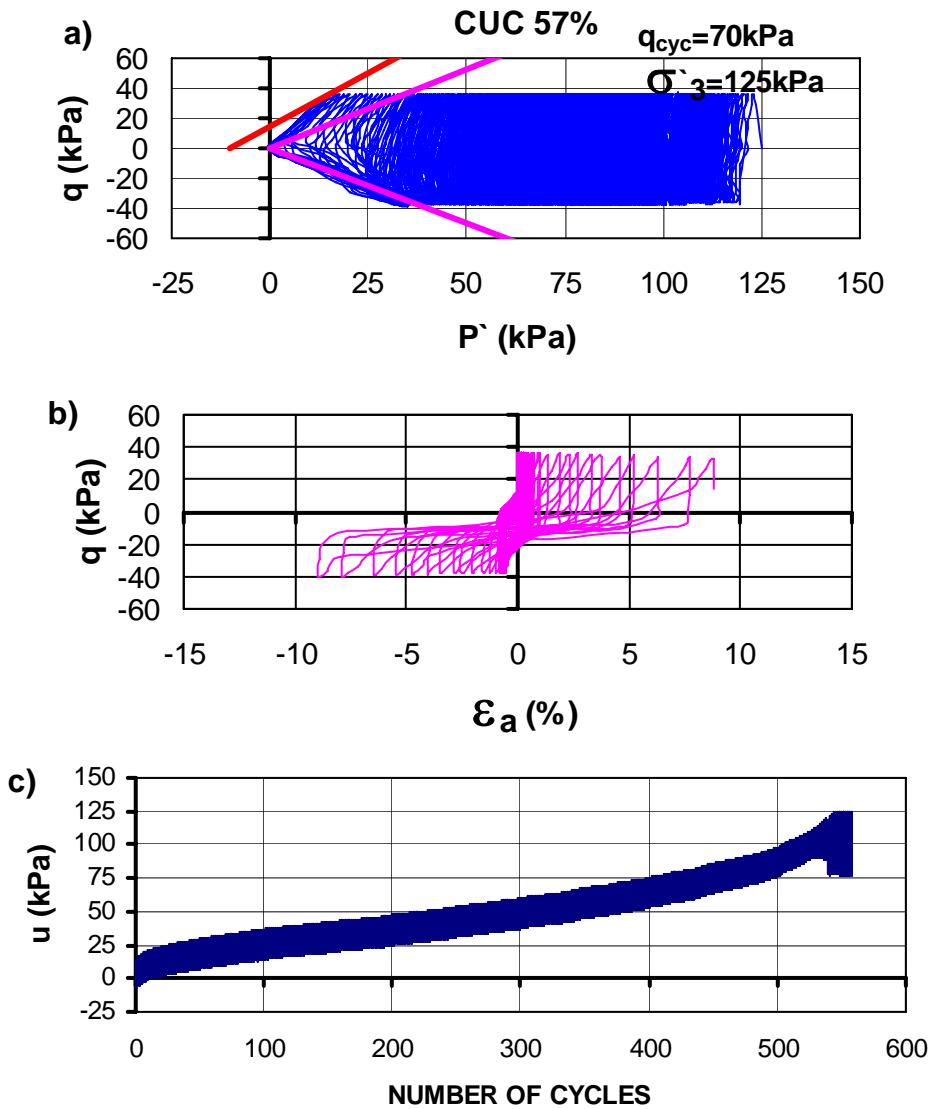 a)
CUC 57%
qcyc=70kPa
σ`3=125kPa
60
40
20
0
-20
-40
-60
q (kPa)
-25 0 25 50 75 100 125 150
P` (kPa)
b)
60
40
20
0
-20
-40
-60
q (kPa)
-15 -10 -5 0 5 10 15
εa (%)
c)
150
125
100
75
50
25
0
-25
u (kPa)
0 100 200 300 400 500 600
NUMBER OF CYCLES